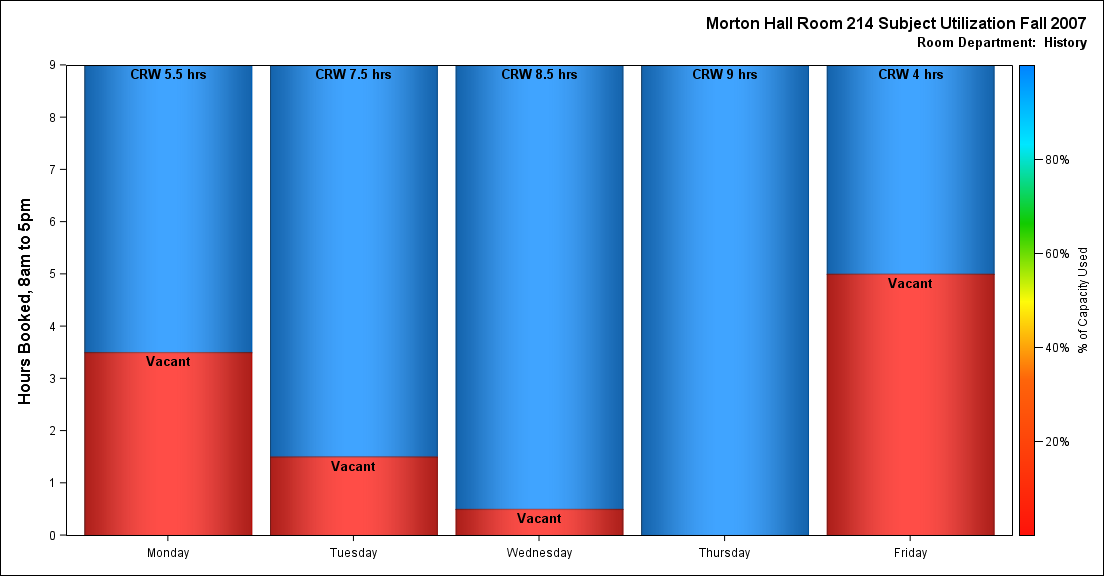 Morton Hall Room 214 Subject Utilization Fall 2007
Room Department:  History
Hours Booked, 8am to 5pm
9
8
7
6
5
4
3
2
1
0
CRW 5.5 hrs
CRW 7.5 hrs
CRW 8.5 hrs
CRW 9 hrs
CRW 4 hrs
Vacant
Vacant
Vacant
Vacant
Monday
Tuesday
Wednesday
Thursday
Friday
80%
60%
40%
20%
% of Capacity Used